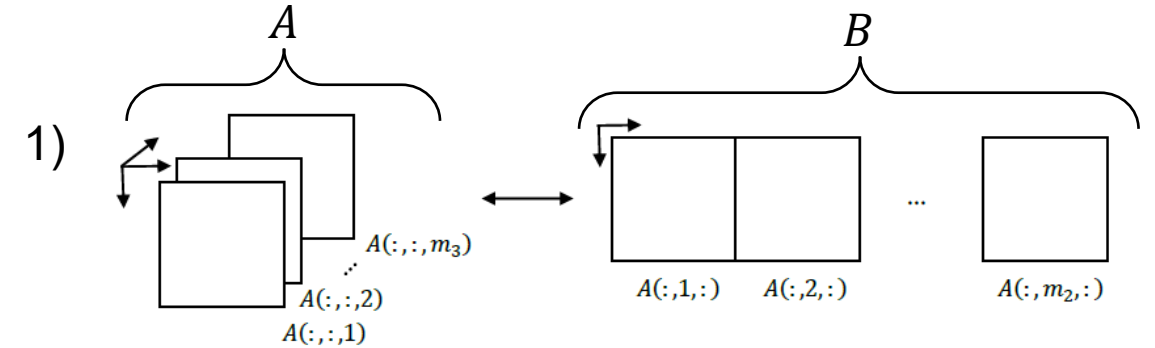 A
B
1)
A(:,:,m₃)
⋰
A(:,:,2)
A(:,:,1)
...
A(:,1,:)
A(:,2,:)
A(:,m₂,:)